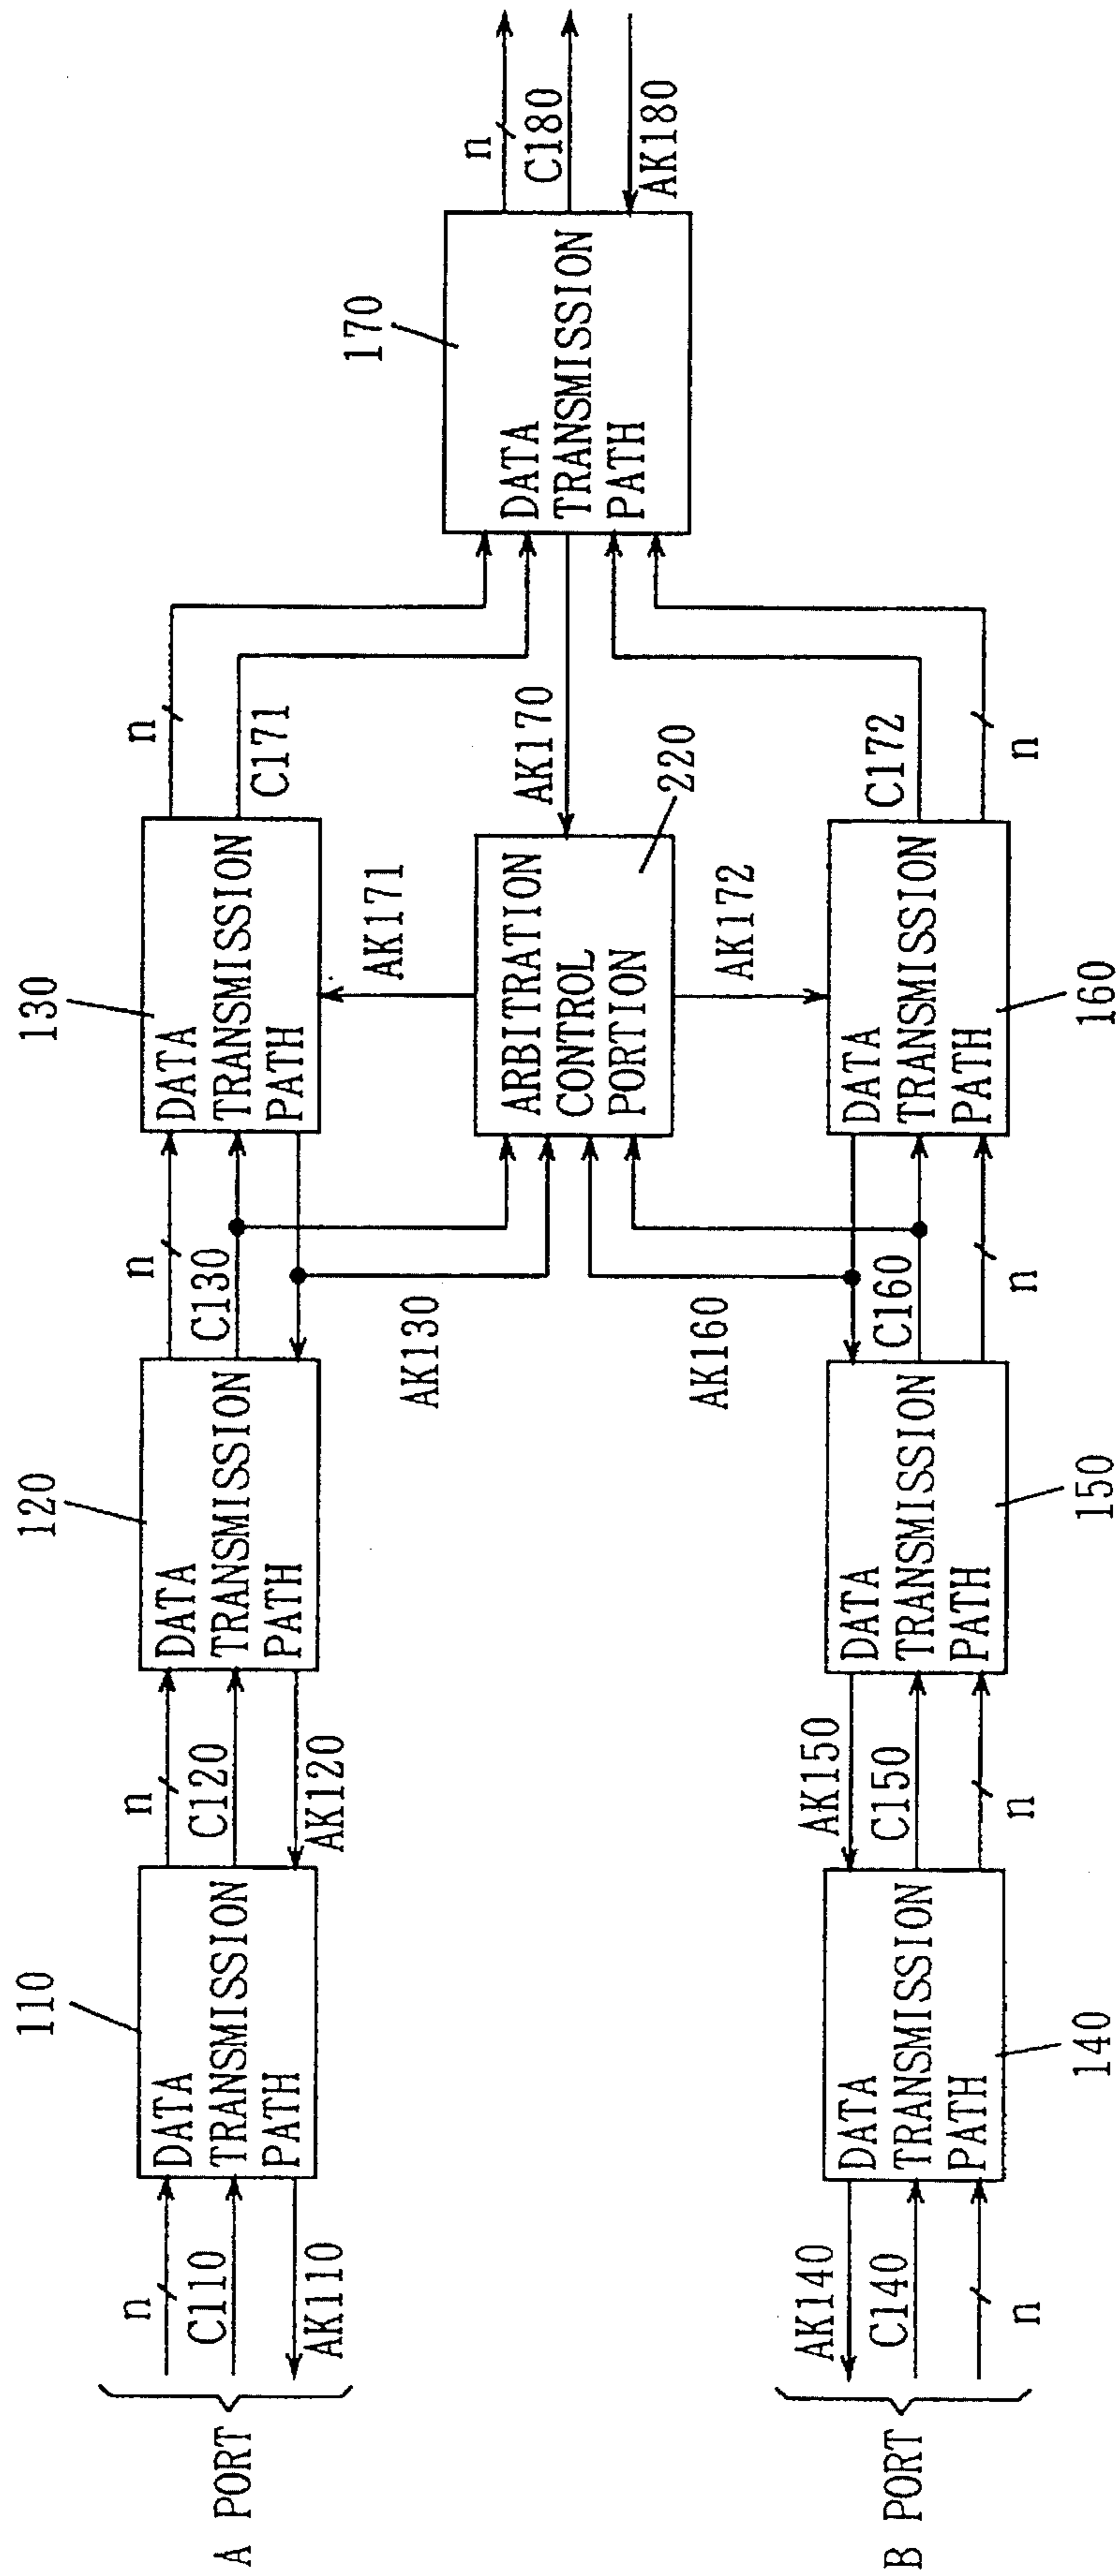 A PORT
n
C110
AK110
110
DATA
TRANSMISSION
PATH
n
C120
AK120
120
DATA
TRANSMISSION
PATH
n
C130
AK130
130
DATA
TRANSMISSION
PATH
n
C171
AK171
ARBITRATION
CONTROL
PORTION
220
AK170
AK172
170
DATA
TRANSMISSION
PATH
n
C180
AK180
B PORT
AK140
C140
n
DATA
TRANSMISSION
PATH
140
AK150
C150
n
DATA
TRANSMISSION
PATH
150
AK160
C160
n
DATA
TRANSMISSION
PATH
160
C172
n